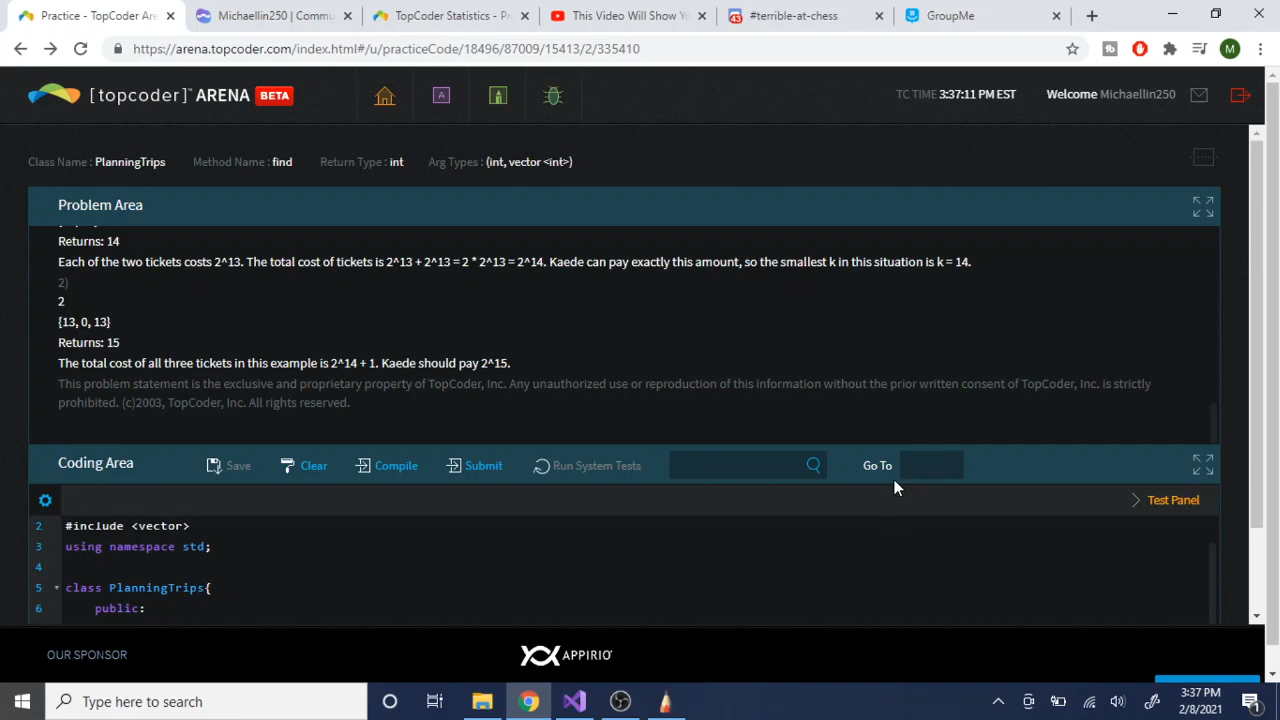 Practice - TopCoder Are
Michaellin250 | Commu
TopCoder Statistics - P
This Video Will Show Yo
43
#terrible-at-chess
GroupMe
https://arena.topcoder.com/index.html#/u/practiceCode/18496/87009/15413/2/335410
M
[topcoder]™ ARENA BETA
A
TC TIME 3:37:11 PM EST
Welcome Michaellin250
Class Name : PlanningTrips
Method Name : find
Return Type : int
Arg Types : (int, vector <int>)
Problem Area
Returns: 14
Each of the two tickets costs 2^13. The total cost of tickets is 2^13 + 2^13 = 2 * 2^13 = 2^14. Kaede can pay exactly this amount, so the smallest k in this situation is k = 14.
2)
2
{13, 0, 13}
Returns: 15
The total cost of all three tickets in this example is 2^14 + 1. Kaede should pay 2^15.
This problem statement is the exclusive and proprietary property of TopCoder, Inc. Any unauthorized use or reproduction of this information without the prior written consent of TopCoder, Inc. is strictly
prohibited. (c)2003, TopCoder, Inc. All rights reserved.
Coding Area
Save
Clear
Compile
Submit
Run System Tests
Go To
Test Panel
2 #include <vector>
3 using namespace std;
4
5 class PlanningTrips{
6 public:
OUR SPONSOR
APPIRIO
Type here to search
3:37 PM
2/8/2021
1